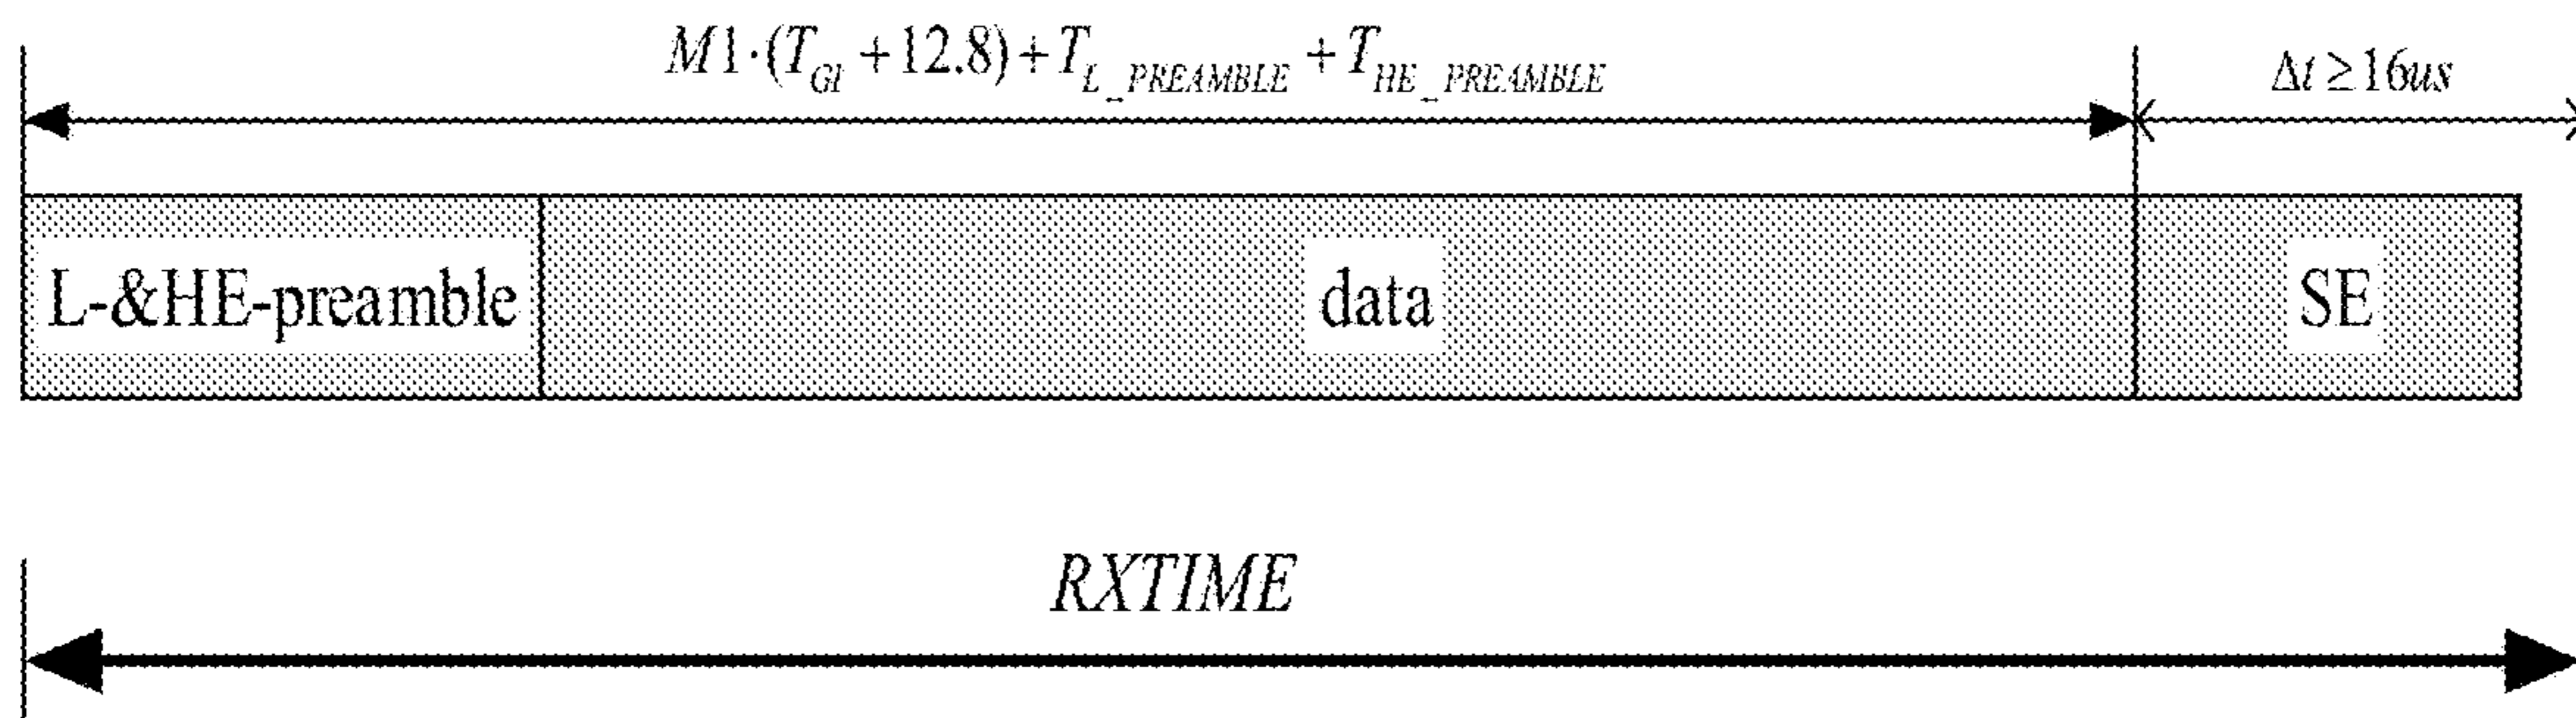 M1·(T_GI +12.8)+T_L_PREAMBLE +T_HE_PREAMBLE
Δt ≥16us
L-&HE-preamble
data
SE
RXTIME